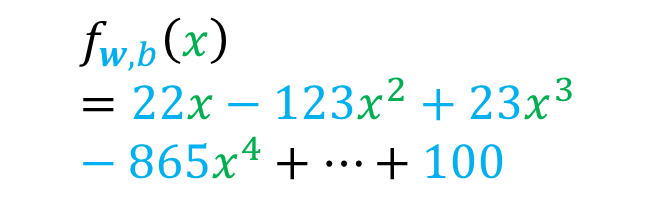 f_{w,b}(x)
= 22x − 123x² + 23x³
− 865x⁴ + ⋯ + 100